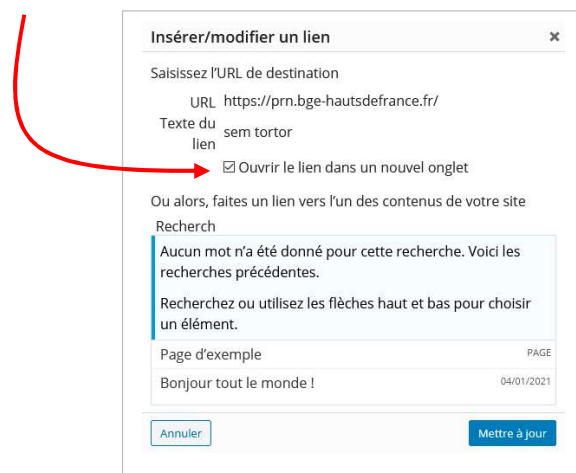 Insérer/modifier un lien ×
Saisissez l’URL de destination
URL https://prn.bge-hautsdefrance.fr/
Texte du lien sem tortor
Ouvrir le lien dans un nouvel onglet
Ou alors, faites un lien vers l’un des contenus de votre site
Recherch
Aucun mot n’a été donné pour cette recherche. Voici les
recherches précédentes.
Recherchez ou utilisez les flèches haut et bas pour choisir
un élément.
Page d’exemple PAGE
Bonjour tout le monde ! 04/01/2021
Annuler Mettre à jour